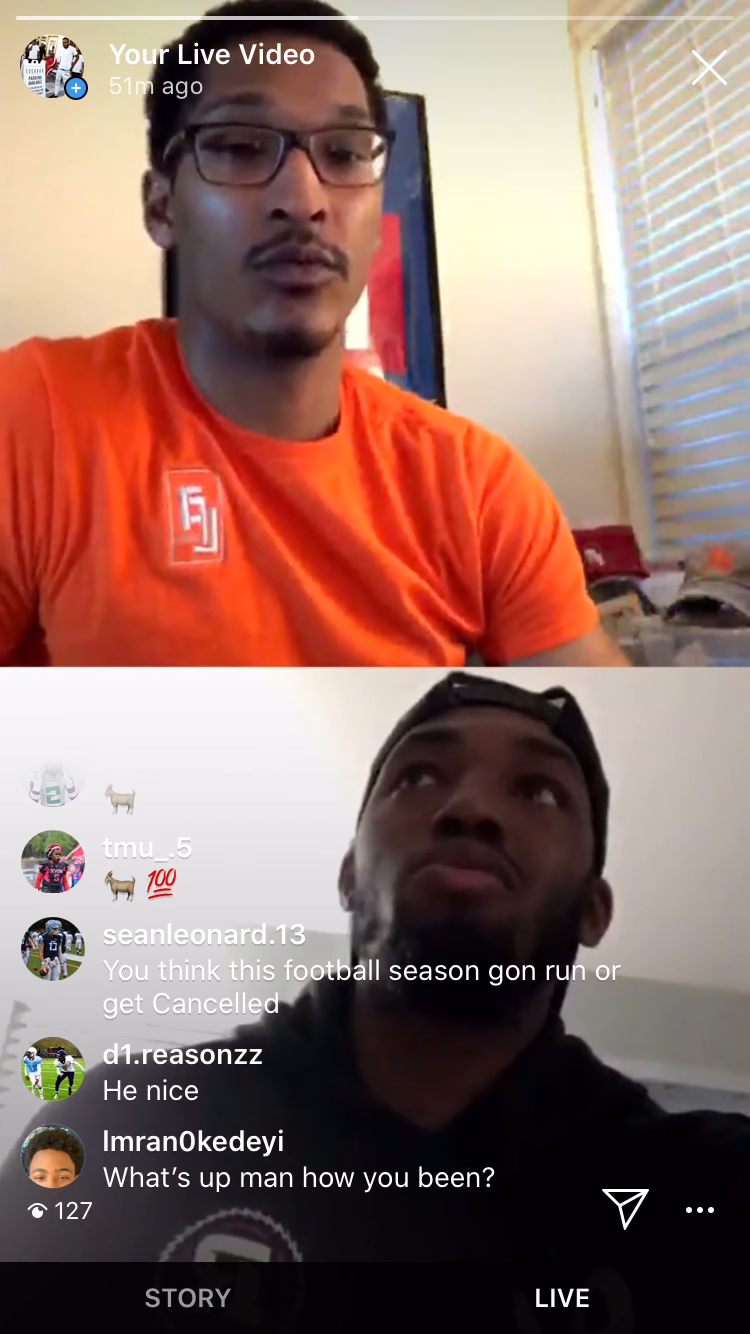 Your Live Video
51m ago
🐐
tmu_.5
🐐 💯
seanleonard.13
You think this football season gon run or
get Cancelled
d1.reasonzz
He nice
Imran0kedeyi
What’s up man how you been?
127
STORY
LIVE